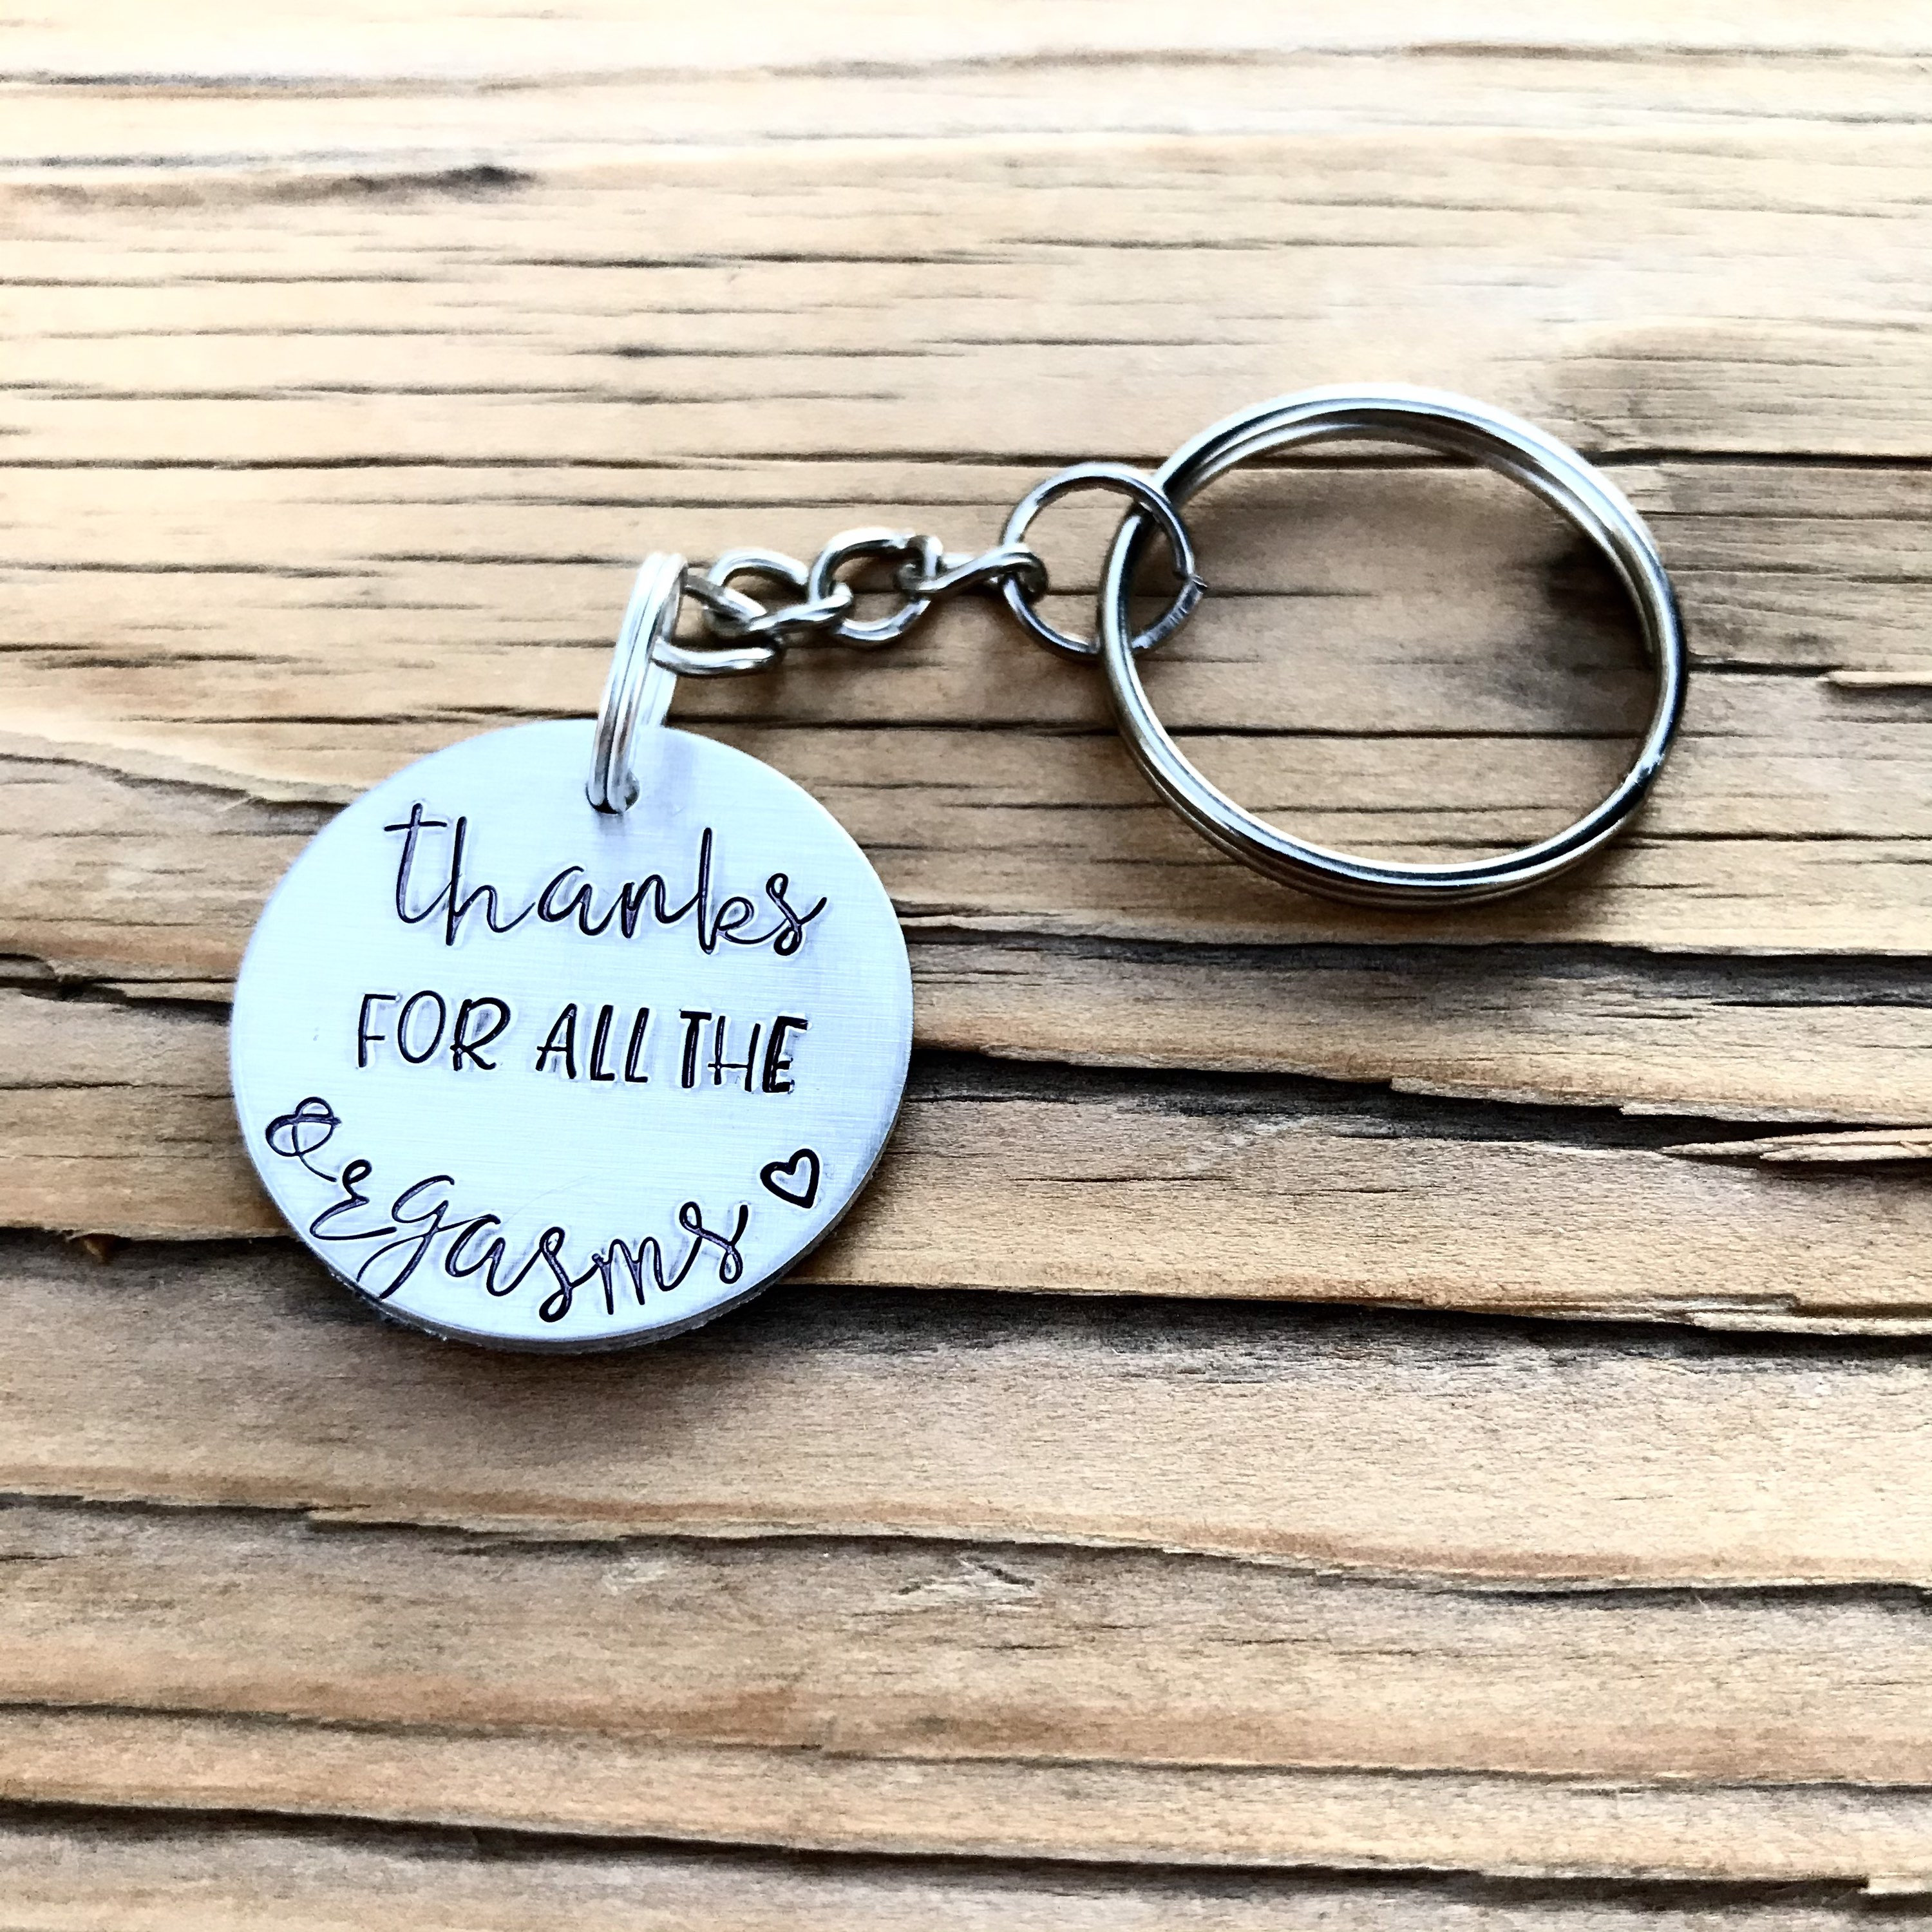 thanks
FOR ALL THE
Orgasms ♡